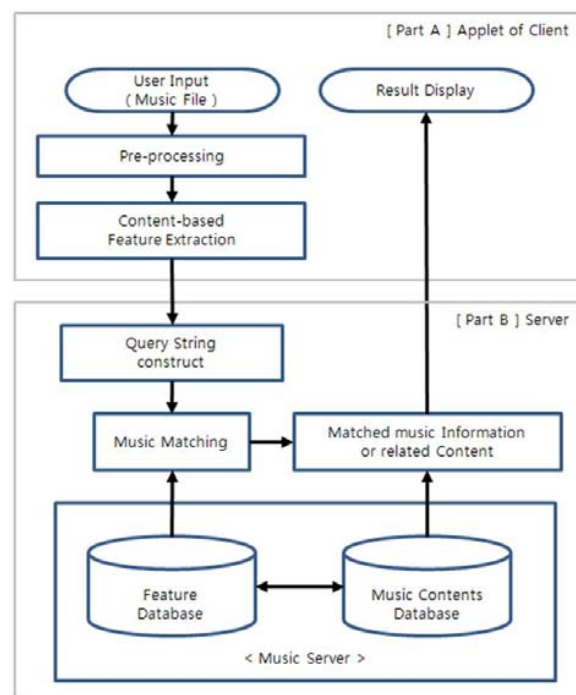 [ Part A ] Applet of Client
User Input
( Music File )
Result Display
Pre-processing
Content-based
Feature Extraction
[ Part B ] Server
Query String
construct
Music Matching
Matched music Information
or related Content
Feature
Database
Music Contents
Database
< Music Server >